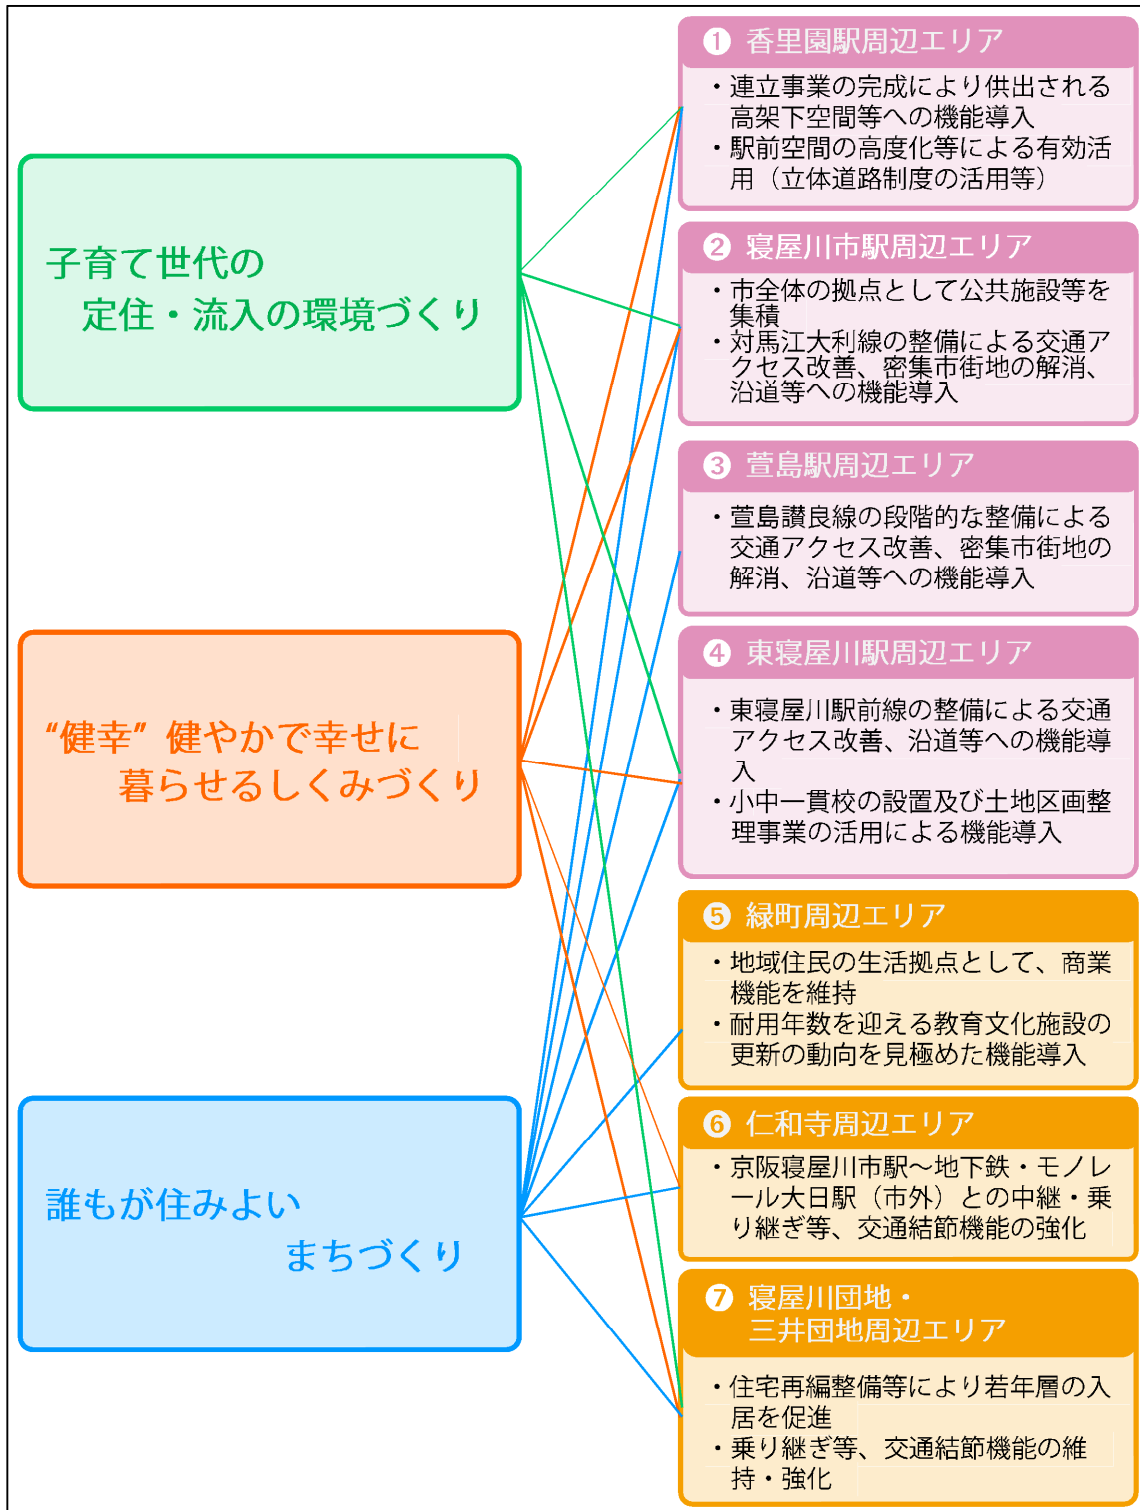 子育て世代の
定住・流入の環境づくり
“健幸” 健やかで幸せに
暮らせるしくみづくり
誰もが住みよい
まちづくり
❶ 香里園駅周辺エリア
・連立事業の完成により供出される
高架下空間等への機能導入
・駅前空間の高度化等による有効活
用（立体道路制度の活用等）
❷ 寝屋川市駅周辺エリア
・市全体の拠点として公共施設等を
集積
・対馬江大利線の整備による交通ア
クセス改善、密集市街地の解消、
沿道等への機能導入
❸ 萱島駅周辺エリア
・萱島讃良線の段階的な整備による
交通アクセス改善、密集市街地の
解消、沿道等への機能導入
❹ 東寝屋川駅周辺エリア
・東寝屋川駅前線の整備による交通
アクセス改善、沿道等への機能導
入
・小中一貫校の設置及び土地区画整
理事業の活用による機能導入
❺ 緑町周辺エリア
・地域住民の生活拠点として、商業
機能を維持
・耐用年数を迎える教育文化施設の
更新の動向を見極めた機能導入
❻ 仁和寺周辺エリア
・京阪寝屋川市駅～地下鉄・モノレ
ール大日駅（市外）との中継・乗
り継ぎ等、交通結節機能の強化
❼ 寝屋川団地・
三井団地周辺エリア
・住宅再編整備等により若年層の入
居を促進
・乗り継ぎ等、交通結節機能の維
持・強化